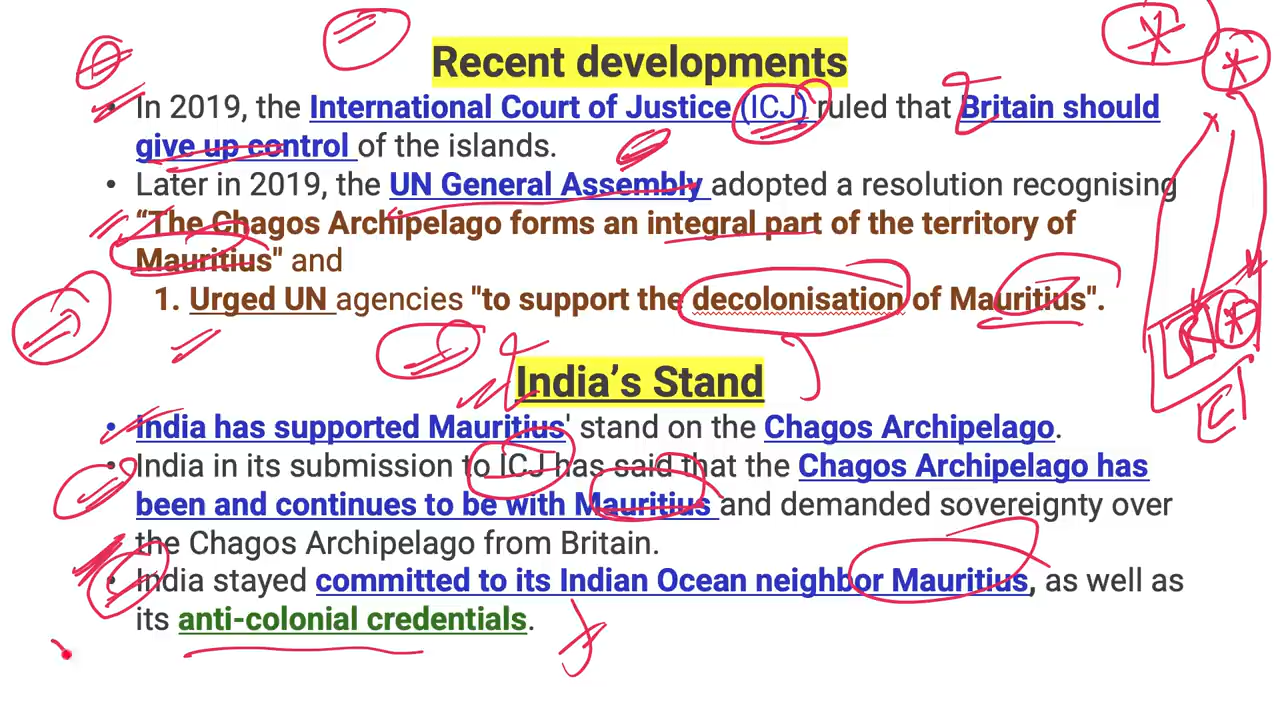 Recent developments
• In 2019, the International Court of Justice (ICJ) ruled that Britain should
give up control of the islands.
• Later in 2019, the UN General Assembly adopted a resolution recognising
“The Chagos Archipelago forms an integral part of the territory of
Mauritius" and
1. Urged UN agencies "to support the decolonisation of Mauritius".
India’s Stand
• India has supported Mauritius' stand on the Chagos Archipelago.
• India in its submission to ICJ has said that the Chagos Archipelago has
been and continues to be with Mauritius and demanded sovereignty over
the Chagos Archipelago from Britain.
• India stayed committed to its Indian Ocean neighbor Mauritius, as well as
its anti-colonial credentials.